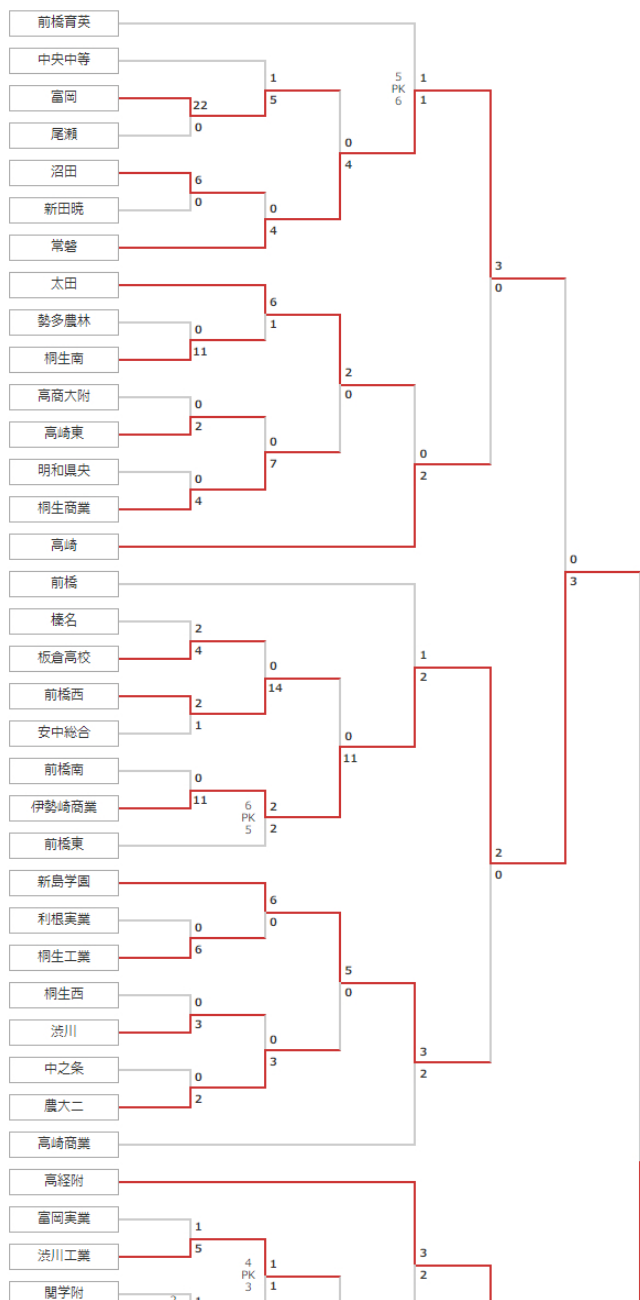 前橋育英
中央中等
富岡
尾瀬
沼田
新田暁
常磐
太田
勢多農林
桐生南
高商大附
高崎東
明和県央
桐生商業
高崎
前橋
榛名
板倉高校
前橋西
安中総合
前橋南
伊勢崎商業
前橋東
新島学園
利根実業
桐生工業
桐生西
渋川
中之条
農大二
高崎商業
高経附
富岡実業
渋川工業
関学附
22
0
6
0
0
11
0
2
0
4
2
4
2
1
0
11
0
6
0
3
0
2
1
5
1
5
0
4
6
1
0
7
0
14
6
PK
5
2
2
6
0
0
3
4
PK
3
1
1
0
4
2
0
0
11
5
0
5
PK
6
1
1
0
2
1
2
3
2
3
2
3
0
2
0
0
3